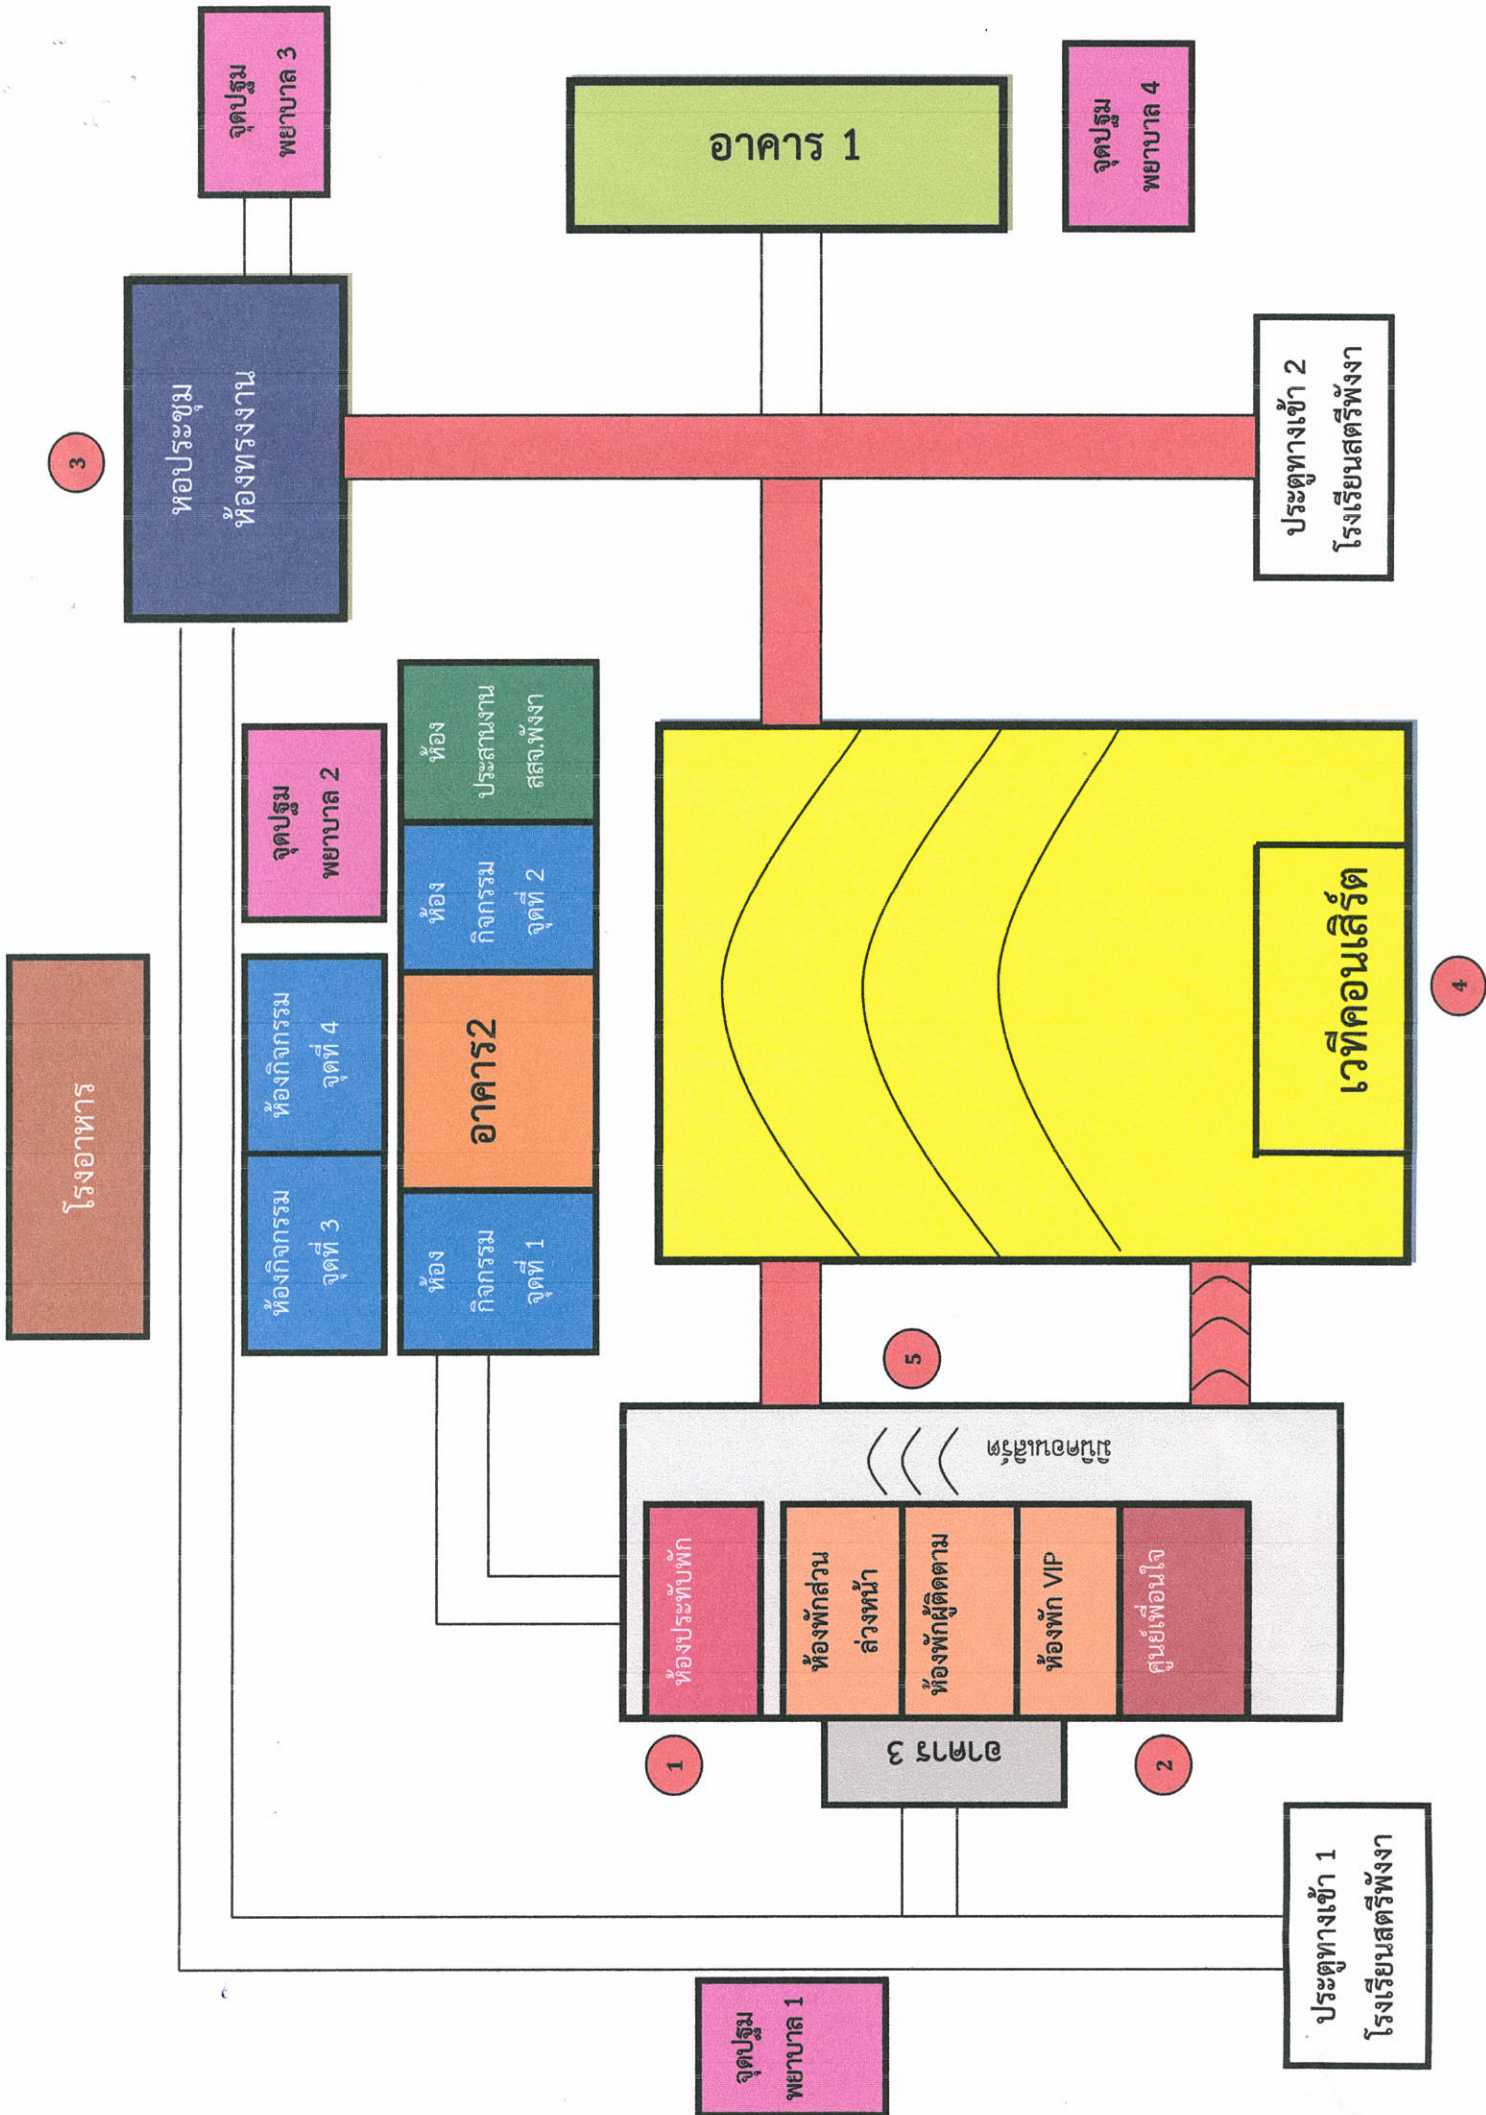 โรงอาหาร
3
หอประชุม
ห้องทรงงาน
จุดปฐม
พยาบาล 3
ห้องกิจกรรม
จุดที่ 3
ห้องกิจกรรม
จุดที่ 4
จุดปฐม
พยาบาล 2
ห้อง
กิจกรรม
จุดที่ 1
อาคาร2
ห้อง
กิจกรรม
จุดที่ 2
ห้อง
ประสานงาน
สสจ.พังงา
อาคาร 1
จุดปฐม
พยาบาล 1
1
ห้องประทับพัก
ห้องพักส่วน
ล่วงหน้า
ห้องพักผู้ติดตาม
ห้องพัก VIP
ศูนย์เพื่อนใจ
อาคาร 3
2
มินิคอนเสิร์ต
5
จุดปฐม
พยาบาล 4
ประตูทางเข้า 1
โรงเรียนสตรีพังงา
เวทีคอนเสิร์ต
4
ประตูทางเข้า 2
โรงเรียนสตรีพังงา